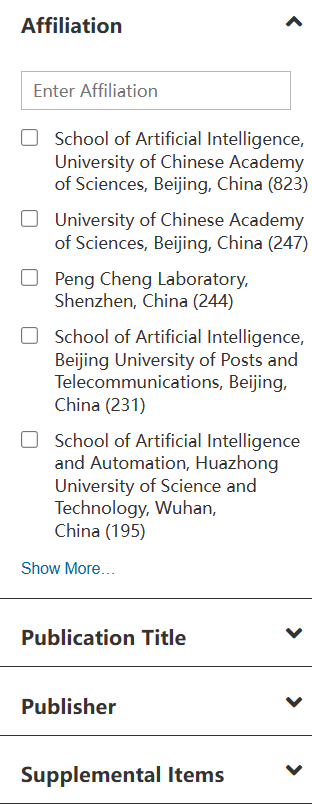 Affiliation
Enter Affiliation
School of Artificial Intelligence,
University of Chinese Academy
of Sciences, Beijing, China (823)
University of Chinese Academy
of Sciences, Beijing, China (247)
Peng Cheng Laboratory,
Shenzhen, China (244)
School of Artificial Intelligence,
Beijing University of Posts and
Telecommunications, Beijing,
China (231)
School of Artificial Intelligence
and Automation, Huazhong
University of Science and
Technology, Wuhan,
China (195)
Show More…
Publication Title
Publisher
Supplemental Items